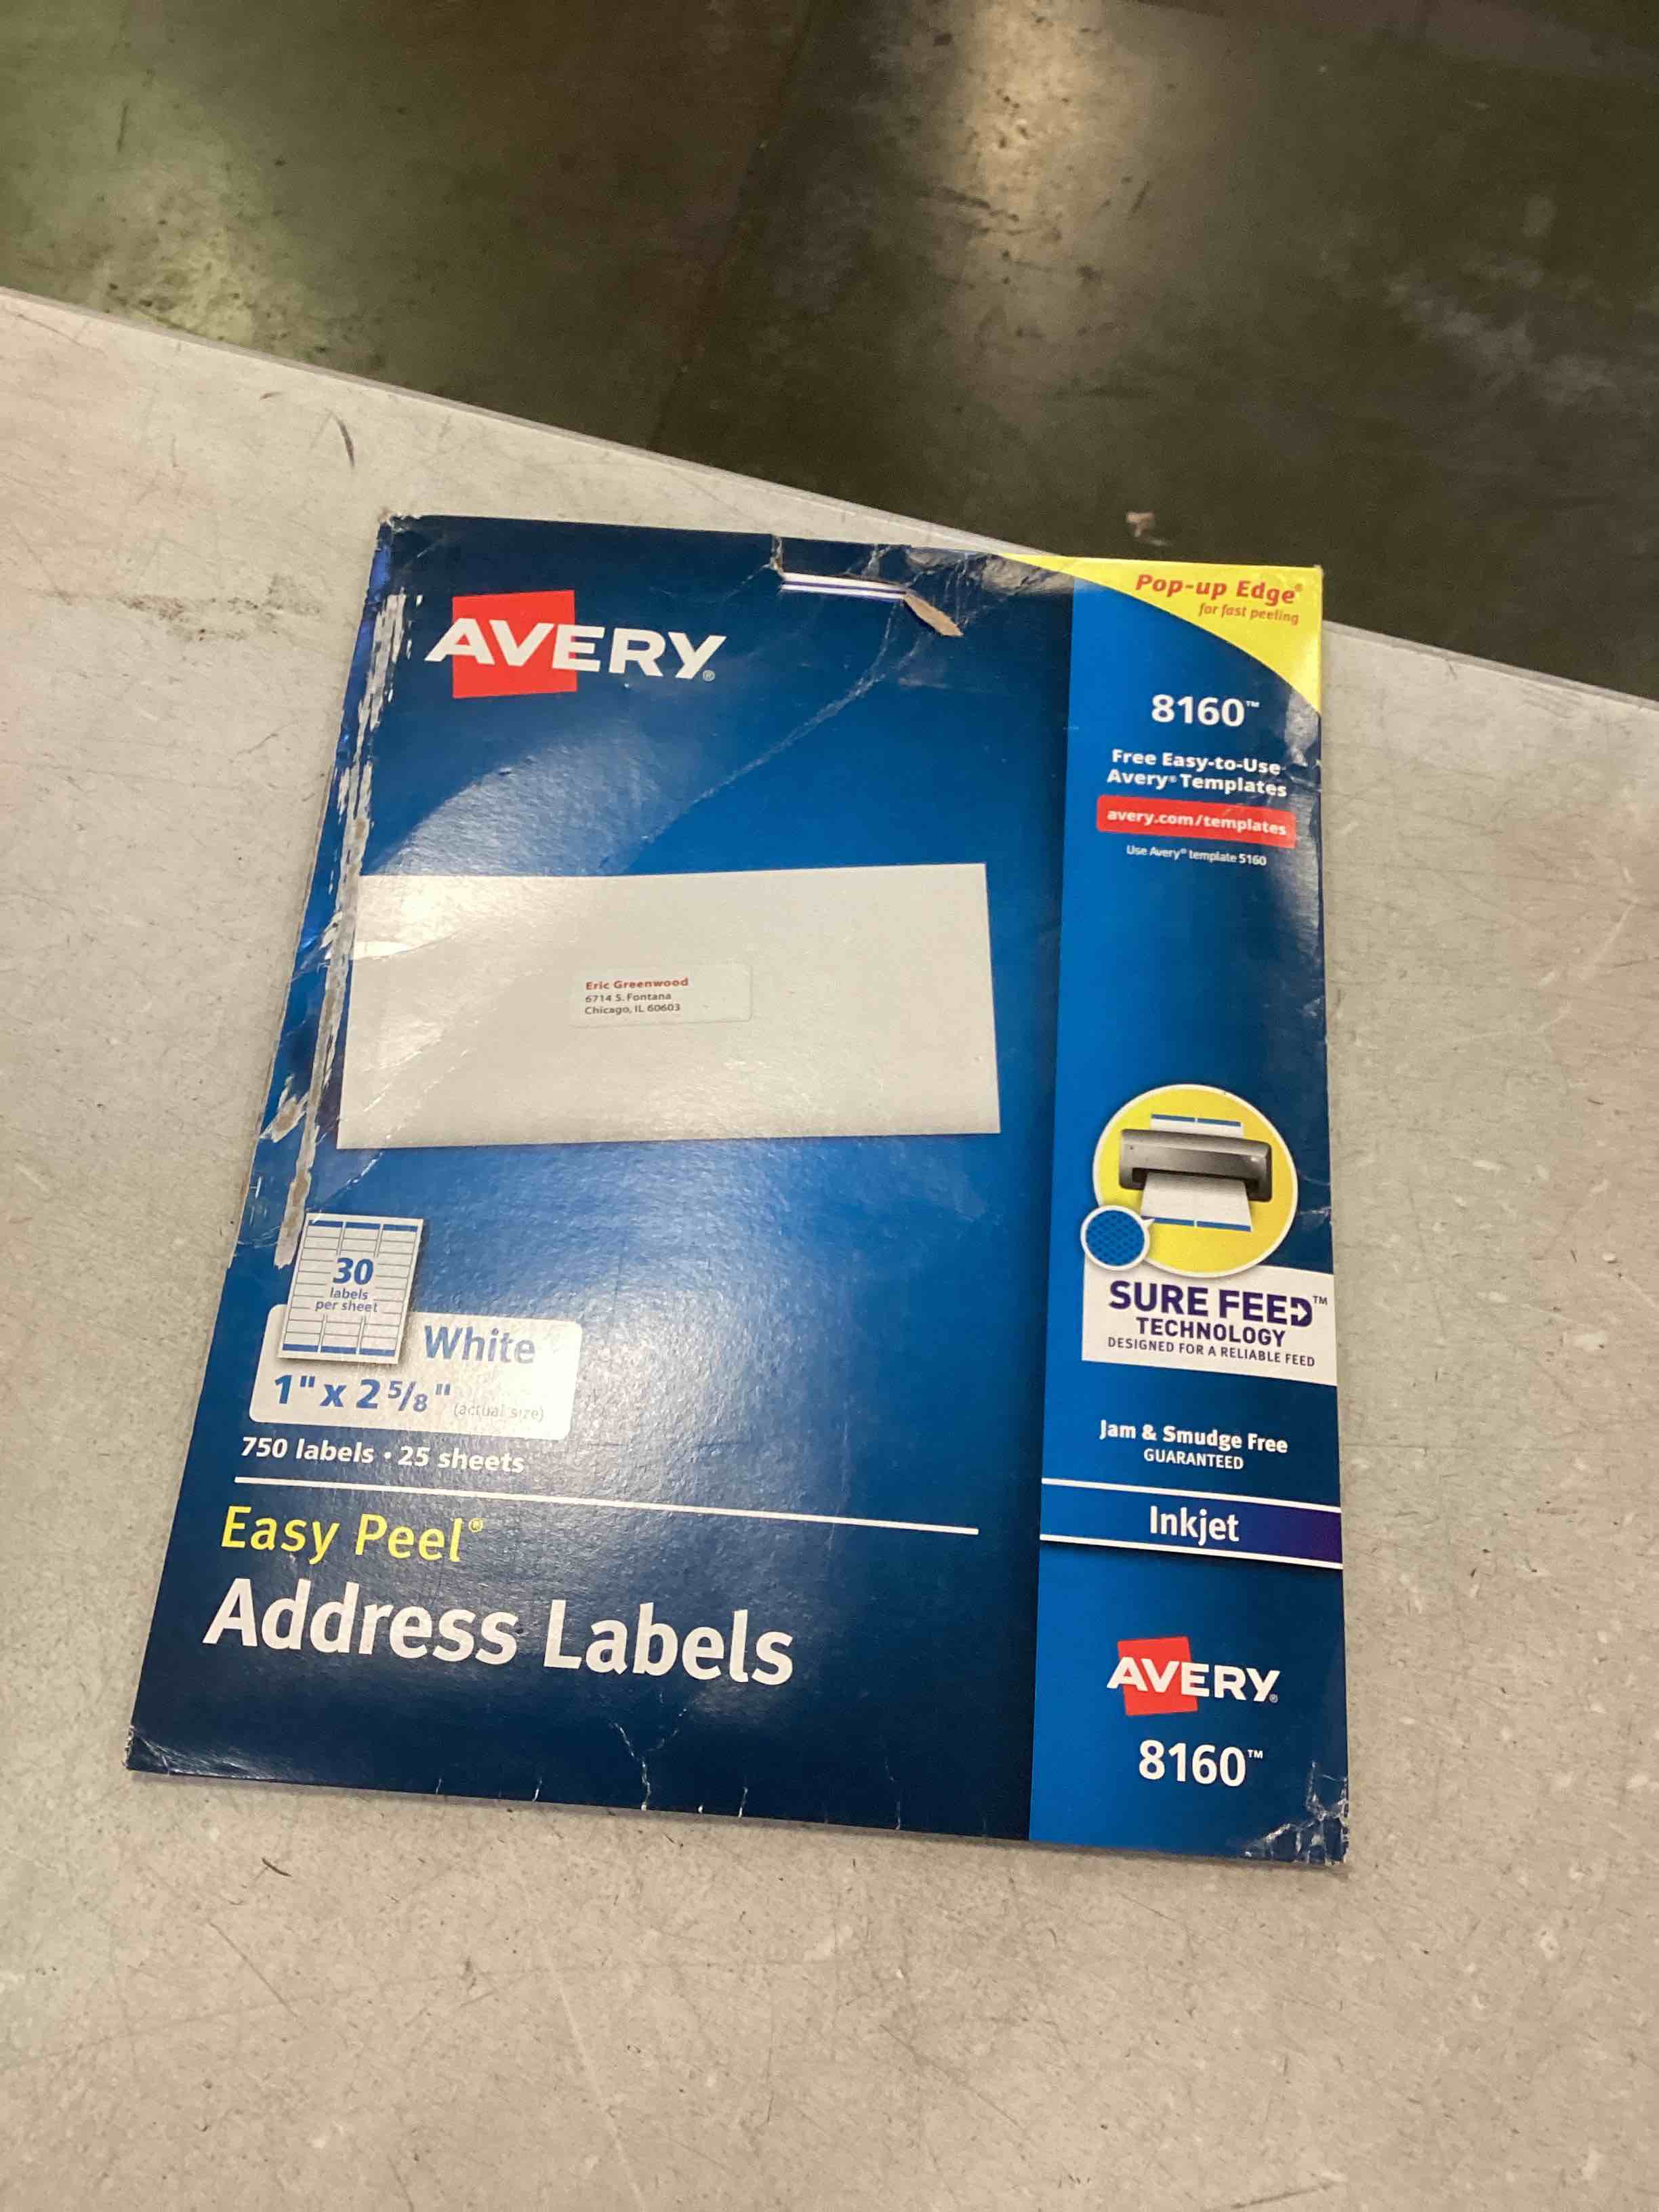 AVERY®
Pop-up Edge®
for fast peeling
8160™
Free Easy-to-Use
Avery® Templates
avery.com/templates
Use Avery® template 5160
Eric Greenwood
6714 S. Fontana
Chicago, IL 60603
30
labels
per sheet
White
1" x 2 5/8" (actual size)
750 labels • 25 sheets
Easy Peel®
Address Labels
SURE FEED™
TECHNOLOGY
DESIGNED FOR A RELIABLE FEED
Jam & Smudge Free
GUARANTEED
Inkjet
AVERY®
8160™